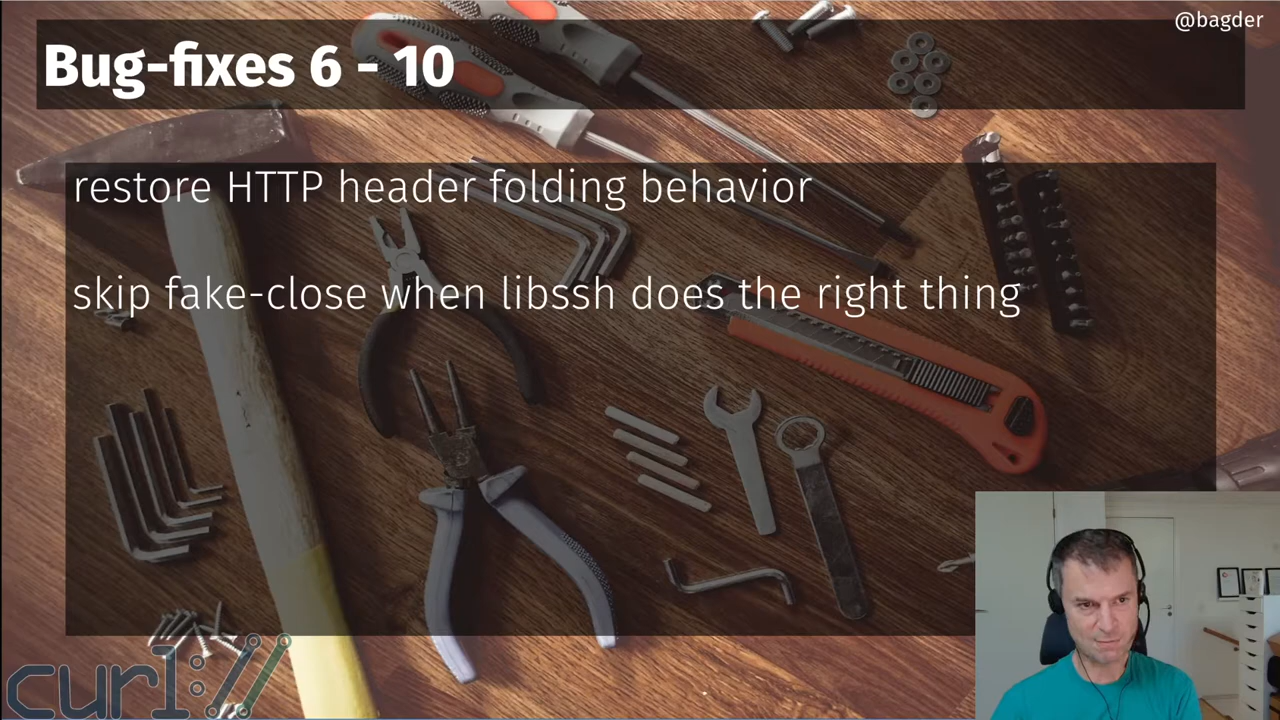 @bagder
Bug-fixes 6 - 10
restore HTTP header folding behavior
skip fake-close when libssh does the right thing
curl://